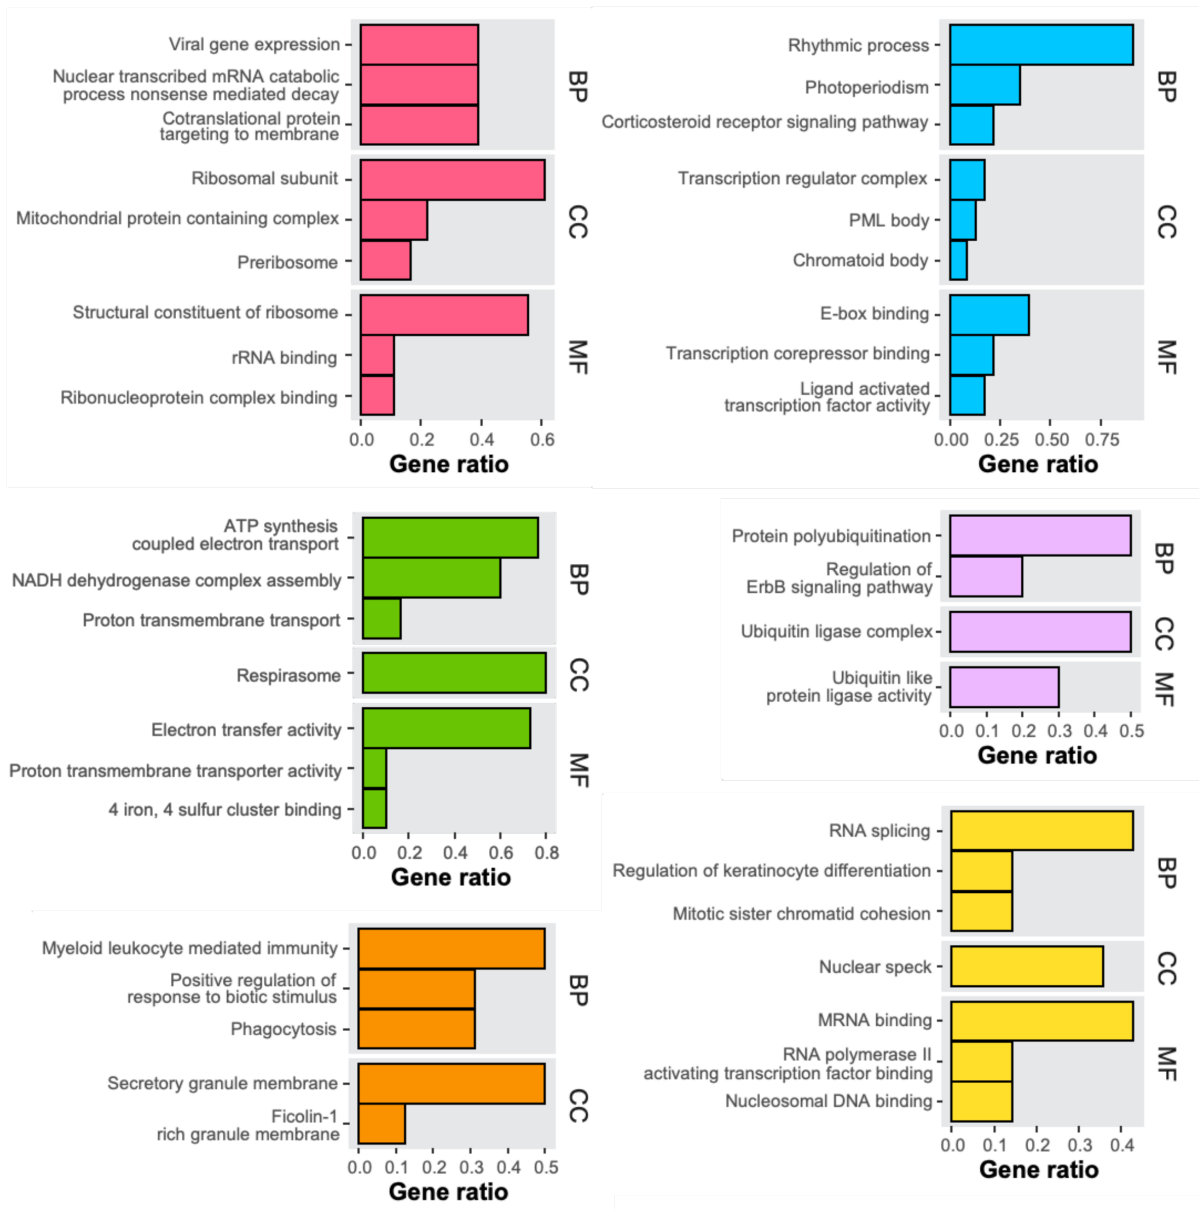 Viral gene expression
Nuclear transcribed mRNA catabolic
process nonsense mediated decay
Cotranslational protein
targeting to membrane
BP
Ribosomal subunit
Mitochondrial protein containing complex
Preribosome
CC
Structural constituent of ribosome
rRNA binding
Ribonucleoprotein complex binding
MF
0.0 0.2 0.4 0.6
Gene ratio
Rhythmic process
Photoperiodism
Corticosteroid receptor signaling pathway
BP
Transcription regulator complex
PML body
Chromatoid body
CC
E-box binding
Transcription corepressor binding
Ligand activated
transcription factor activity
MF
0.00 0.25 0.50 0.75
Gene ratio
ATP synthesis
coupled electron transport
NADH dehydrogenase complex assembly
Proton transmembrane transport
BP
Respirasome
CC
Electron transfer activity
Proton transmembrane transporter activity
4 iron, 4 sulfur cluster binding
MF
0.0 0.2 0.4 0.6 0.8
Gene ratio
Protein polyubiquitination
Regulation of
ErbB signaling pathway
BP
Ubiquitin ligase complex
CC
Ubiquitin like
protein ligase activity
MF
0.0 0.1 0.2 0.3 0.4 0.5
Gene ratio
Myeloid leukocyte mediated immunity
Positive regulation of
response to biotic stimulus
Phagocytosis
BP
Secretory granule membrane
Ficolin-1
rich granule membrane
CC
0.0 0.1 0.2 0.3 0.4 0.5
Gene ratio
RNA splicing
Regulation of keratinocyte differentiation
Mitotic sister chromatid cohesion
BP
Nuclear speck
CC
MRNA binding
RNA polymerase II
activating transcription factor binding
Nucleosomal DNA binding
MF
0.0 0.1 0.2 0.3 0.4
Gene ratio